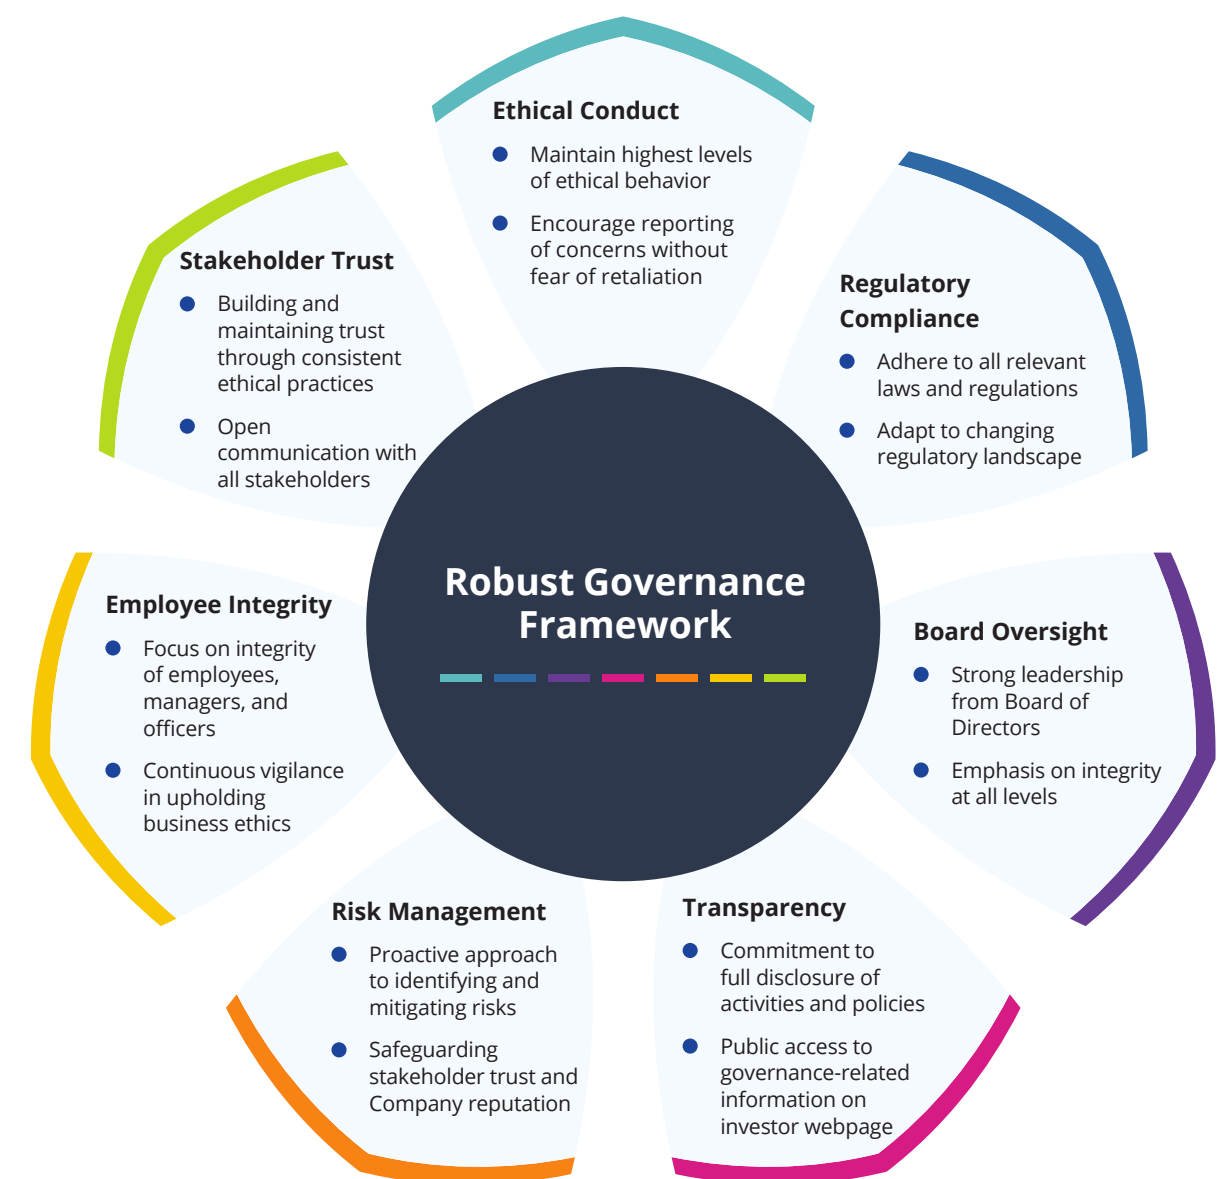 Ethical Conduct
Maintain highest levels
of ethical behavior
Encourage reporting
of concerns without
fear of retaliation
Regulatory
Compliance
Adhere to all relevant
laws and regulations
Adapt to changing
regulatory landscape
Board Oversight
Strong leadership
from Board of
Directors
Emphasis on integrity
at all levels
Transparency
Commitment to
full disclosure of
activities and policies
Public access to
governance-related
information on
investor webpage
Risk Management
Proactive approach
to identifying and
mitigating risks
Safeguarding
stakeholder trust and
Company reputation
Employee Integrity
Focus on integrity
of employees,
managers, and
officers
Continuous vigilance
in upholding
business ethics
Stakeholder Trust
Building and
maintaining trust
through consistent
ethical practices
Open
communication with
all stakeholders
Robust Governance
Framework